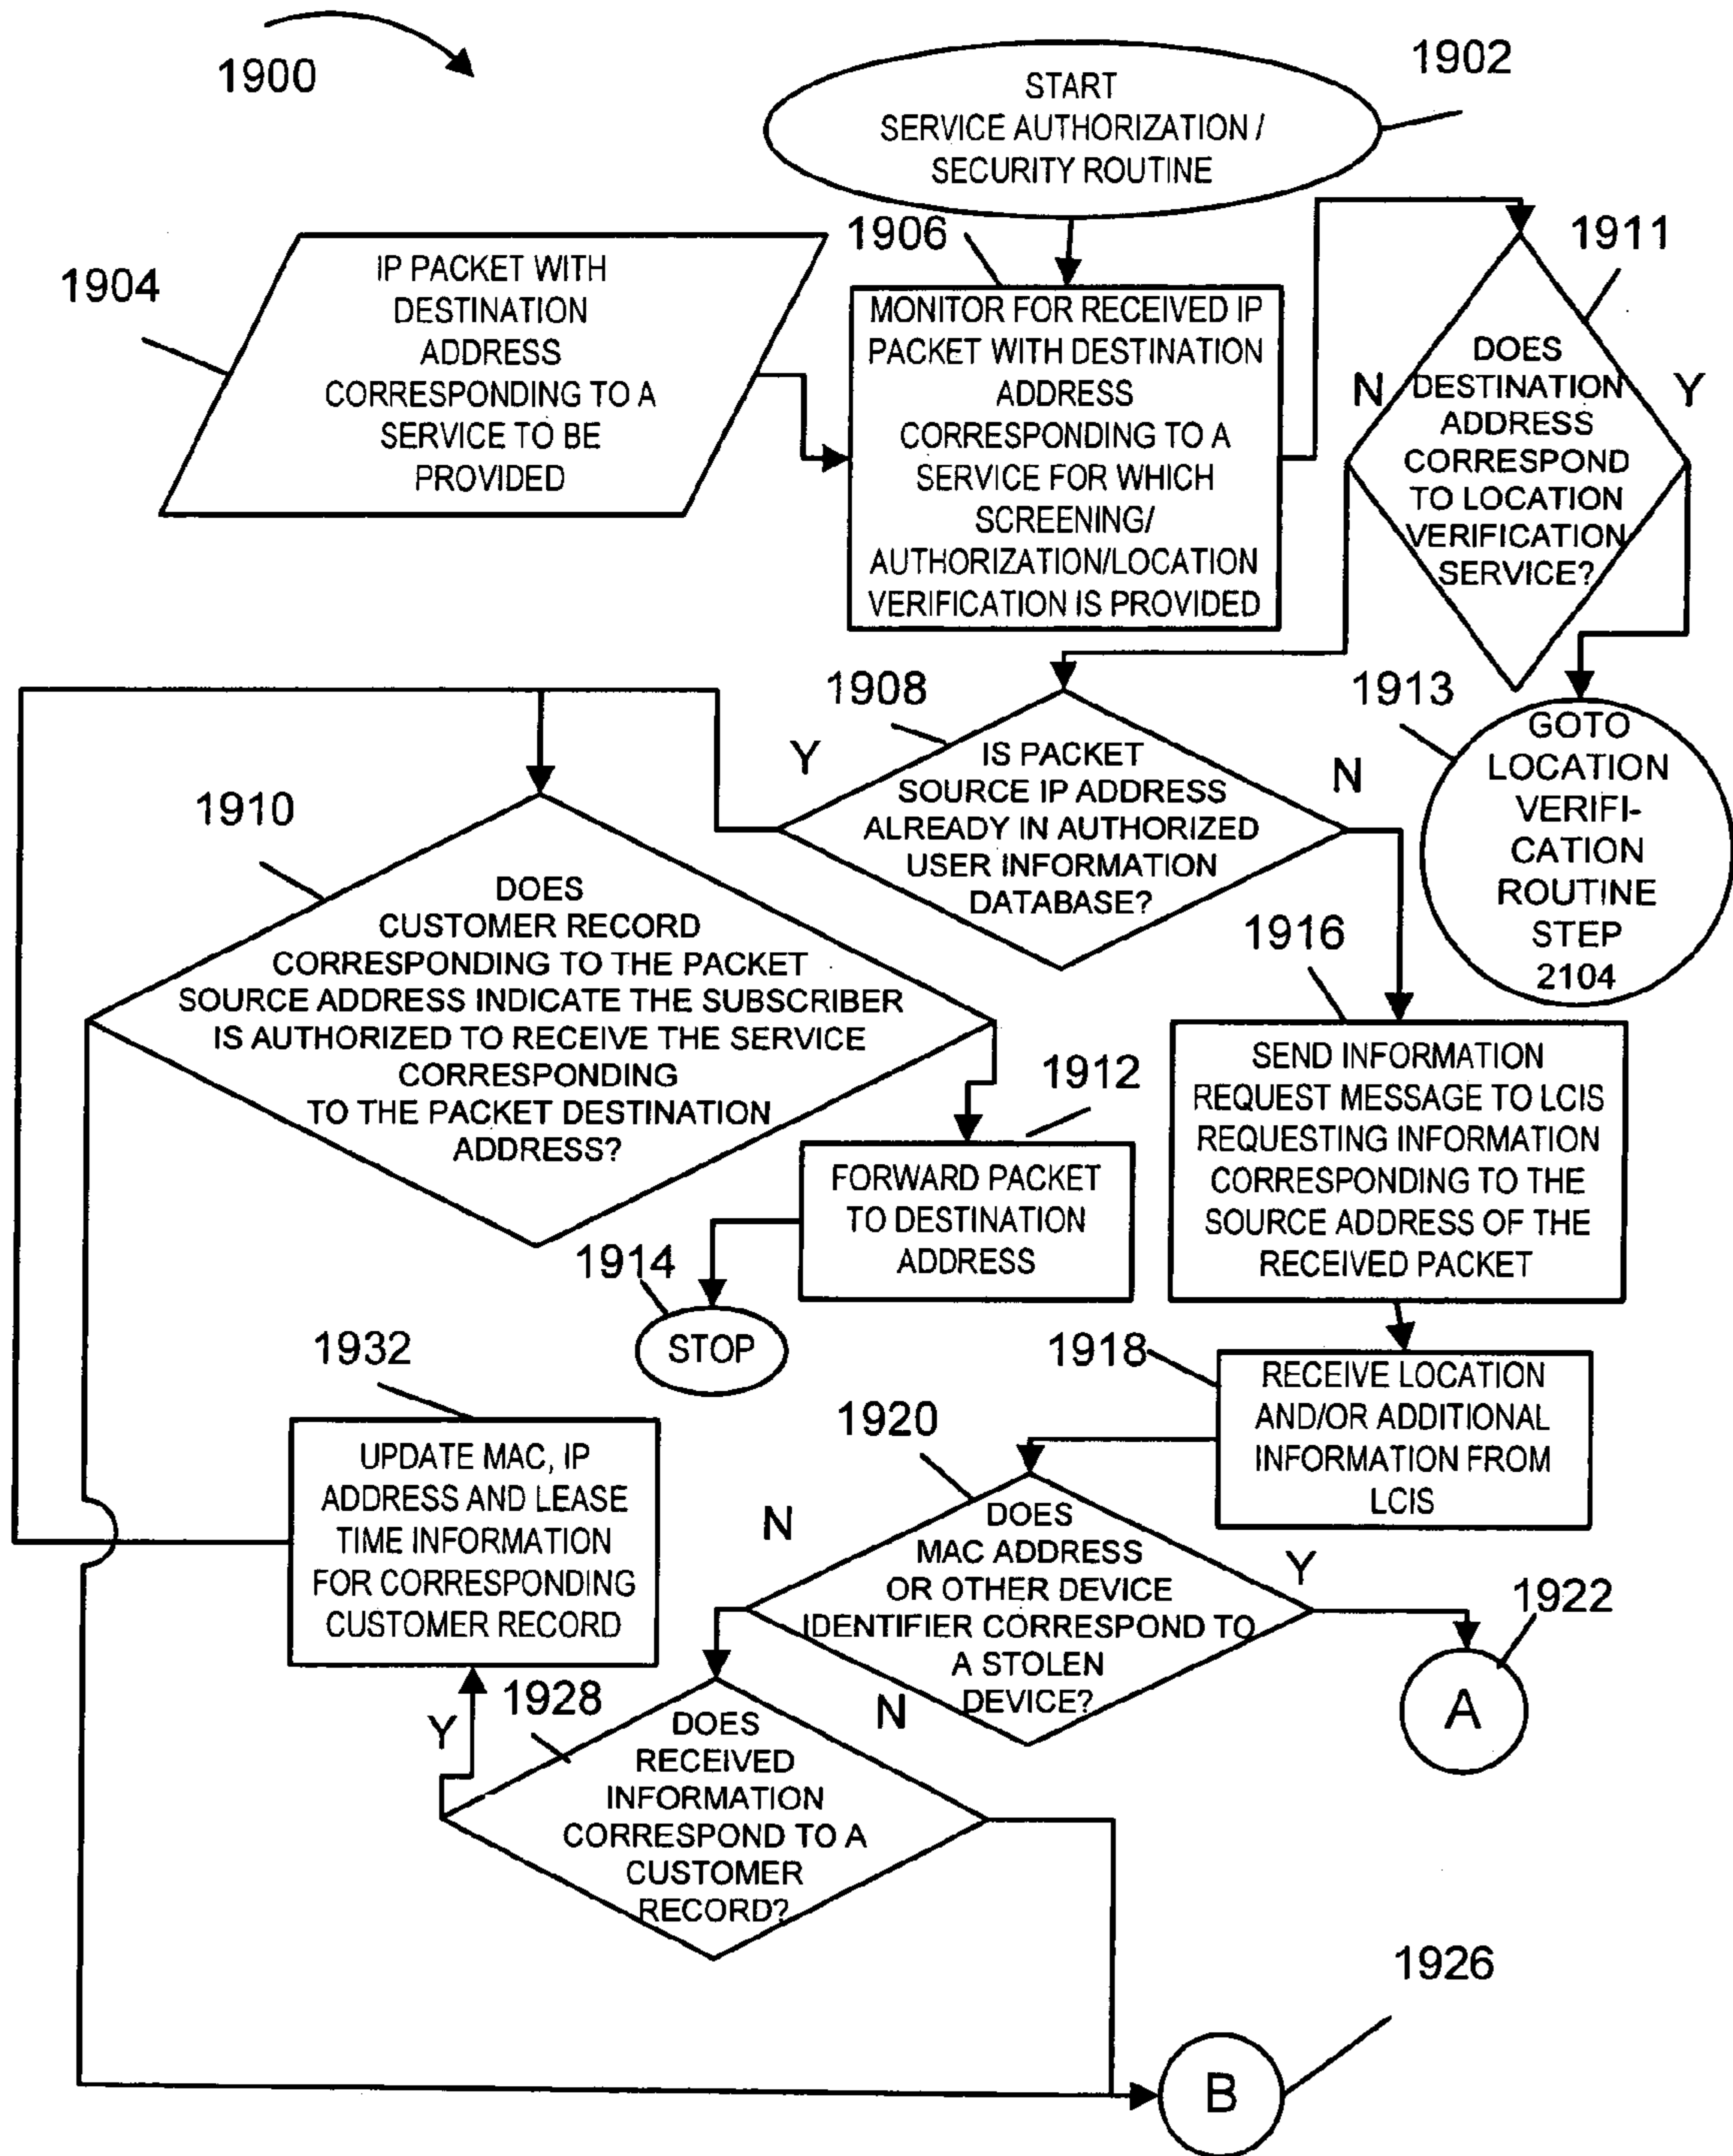 1900
1902
START
SERVICE AUTHORIZATION /
SECURITY ROUTINE
1904
IP PACKET WITH
DESTINATION
ADDRESS
CORRESPONDING TO A
SERVICE TO BE
PROVIDED
1906
MONITOR FOR RECEIVED IP
PACKET WITH DESTINATION
ADDRESS
CORRESPONDING TO A
SERVICE FOR WHICH
SCREENING/
AUTHORIZATION/LOCATION
VERIFICATION IS PROVIDED
1911
DOES
DESTINATION
ADDRESS
CORRESPOND
TO LOCATION
VERIFICATION
SERVICE?
N
Y
1913
GOTO
LOCATION
VERIFI-
CATION
ROUTINE
STEP
2104
1908
IS PACKET
SOURCE IP ADDRESS
ALREADY IN AUTHORIZED
USER INFORMATION
DATABASE?
Y
N
1910
DOES
CUSTOMER RECORD
CORRESPONDING TO THE PACKET
SOURCE ADDRESS INDICATE THE SUBSCRIBER
IS AUTHORIZED TO RECEIVE THE SERVICE
CORRESPONDING
TO THE PACKET DESTINATION
ADDRESS?
1912
FORWARD PACKET
TO DESTINATION
ADDRESS
1914
STOP
1916
SEND INFORMATION
REQUEST MESSAGE TO LCIS
REQUESTING INFORMATION
CORRESPONDING TO THE
SOURCE ADDRESS OF THE
RECEIVED PACKET
1918
RECEIVE LOCATION
AND/OR ADDITIONAL
INFORMATION FROM
LCIS
1920
DOES
MAC ADDRESS
OR OTHER DEVICE
IDENTIFIER CORRESPOND TO
A STOLEN
DEVICE?
N
Y
1922
A
1932
UPDATE MAC, IP
ADDRESS AND LEASE
TIME INFORMATION
FOR CORRESPONDING
CUSTOMER RECORD
1928
DOES
RECEIVED
INFORMATION
CORRESPOND TO A
CUSTOMER
RECORD?
Y
N
1926
B